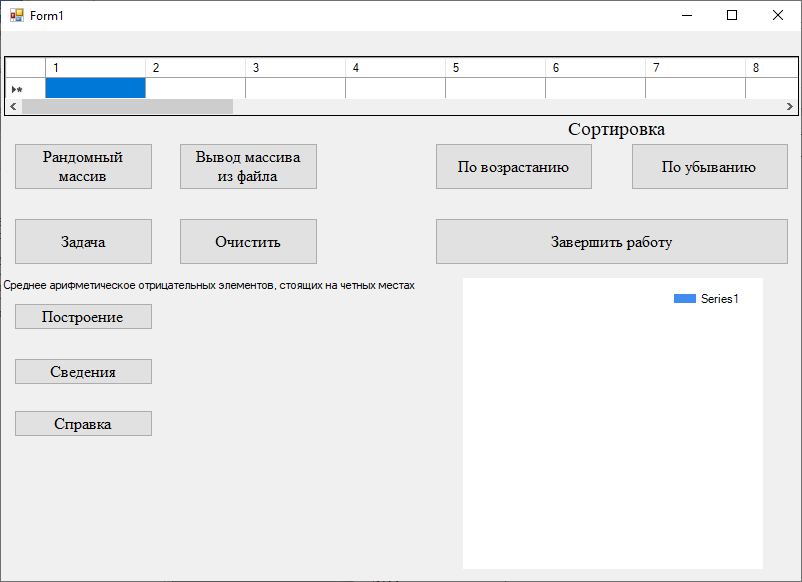 Form1
1 2 3 4 5 6 7 8
Сортировка
Рандомный
массив
Вывод массива
из файла
По возрастанию
По убыванию
Задача
Очистить
Завершить работу
Среднее арифметическое отрицательных элементов, стоящих на четных местах
Series1
Построение
Сведения
Справка